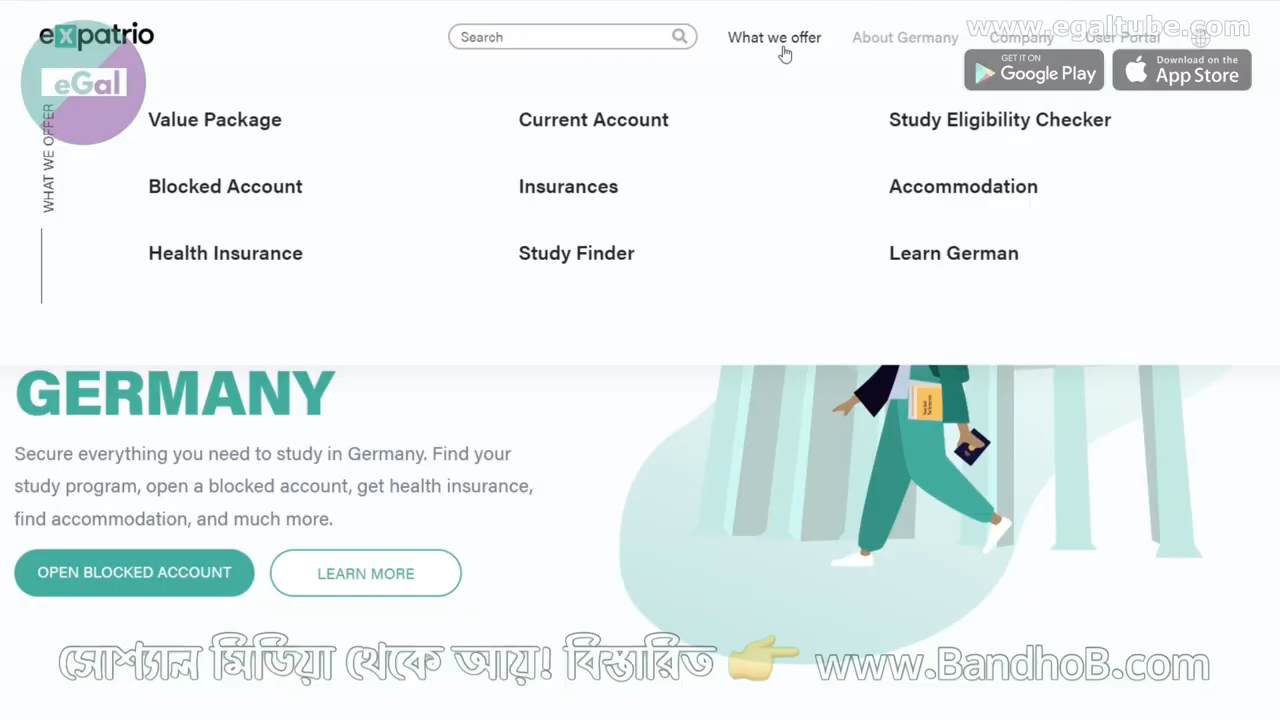 www.egaltube.com
expatrio
Search
What we offer
About Germany
Company
User Portal
GET IT ON
Google Play
Download on the
App Store
eGal
WHAT WE OFFER
Value Package
Current Account
Study Eligibility Checker
Blocked Account
Insurances
Accommodation
Health Insurance
Study Finder
Learn German
GERMANY
Secure everything you need to study in Germany. Find your
study program, open a blocked account, get health insurance,
find accommodation, and much more.
OPEN BLOCKED ACCOUNT
LEARN MORE
সোশ্যাল মিডিয়া থেকে আয়! বিস্তারিত 👉 www.BandhoB.com